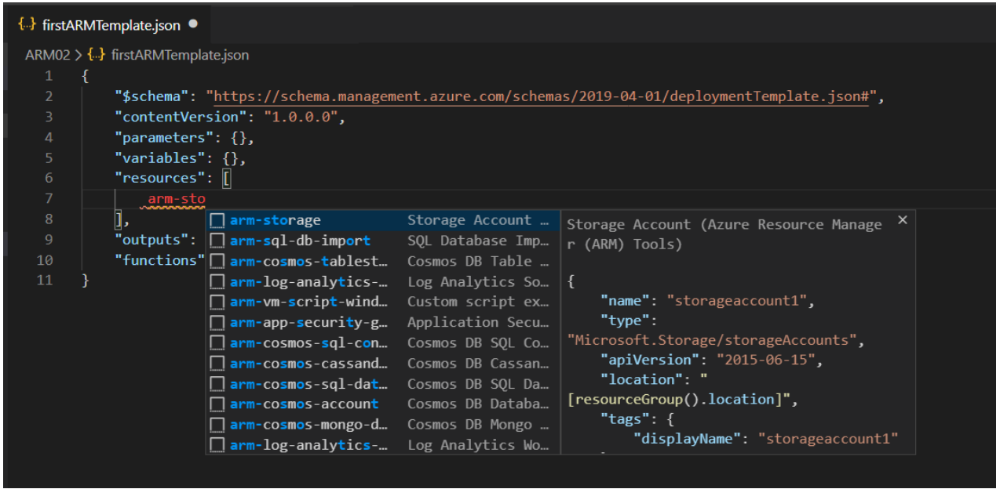 {..} firstARMTemplate.json ●
ARM02 > {..} firstARMTemplate.json
1 {
2 "$schema": "https://schema.management.azure.com/schemas/2019-04-01/deploymentTemplate.json#",
3 "contentVersion": "1.0.0.0",
4 "parameters": {},
5 "variables": {},
6 "resources": [
7 arm-sto
8 ],
9 "outputs":
10 "functions"
11 }
arm-storage Storage Account …
arm-sql-db-import SQL Database Imp…
arm-cosmos-tablest… Cosmos DB Table …
arm-log-analytics-… Log Analytics So…
arm-vm-script-wind… Custom script ex…
arm-app-security-g… Application Secu…
arm-cosmos-sql-con… Cosmos DB SQL Co…
arm-cosmos-cassand… Cosmos DB Cassan…
arm-cosmos-sql-dat… Cosmos DB SQL Da…
arm-cosmos-account Cosmos DB Databa…
arm-cosmos-mongo-d… Cosmos DB Mongo …
arm-log-analytics-… Log Analytics Wo…
Storage Account (Azure Resource Manage ×
r (ARM) Tools)
{
"name": "storageaccount1",
"type":
"Microsoft.Storage/storageAccounts",
"apiVersion": "2015-06-15",
"location": "
[resourceGroup().location]",
"tags": {
"displayName": "storageaccount1"